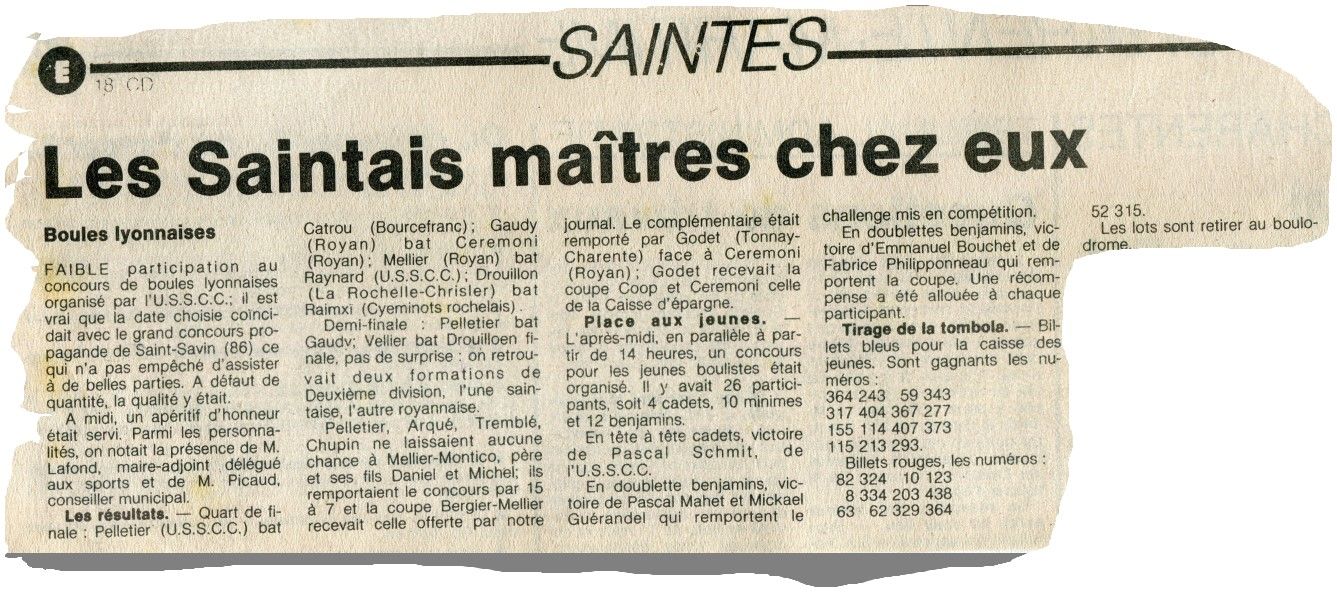 SAINTES
E
18 CD
Les Saintais maîtres chez eux
Boules lyonnaises
FAIBLE participation au
concours de boules lyonnaises
organisé par l'U.S.S.C.C.; il est
vrai que la date choisie coïnci-
dait avec le grand concours pro-
pagande de Saint-Savin (86) ce
qui n'a pas empêché d'assister
à de belles parties. A défaut de
quantité, la qualité y était.
A midi, un apéritif d'honneur
était servi. Parmi les personna-
lités, on notait la présence de M.
Lafond, maire-adjoint délégué
aux sports et de M. Picaud,
conseiller municipal.
Les résultats. — Quart de fi-
nale : Pelletier (U.S.S.C.C.) bat
Catrou (Bourcefranc); Gaudy
(Royan) bat Ceremoni
(Royan); Mellier (Royan) bat
Raynard (U.S.S.C.C.); Drouillon
(La Rochelle-Chrisler) bat
Raimxi (Cyeminots rochelais).
Demi-finale : Pelletier bat
Gaudv; Vellier bat Drouilloen fi-
nale, pas de surprise : on retrou-
vait deux formations de
Deuxième division, l'une sain-
taise, l'autre royannaise.
Pelletier, Arqué, Tremblé,
Chupin ne laissaient aucune
chance à Mellier-Montico, père
et ses fils Daniel et Michel; ils
remportaient le concours par 15
à 7 et la coupe Bergier-Mellier
recevait celle offerte par notre
journal. Le complémentaire était
remporté par Godet (Tonnay-
Charente) face à Ceremoni
(Royan); Godet recevait la
coupe Coop et Ceremoni celle
de la Caisse d'épargne.
Place aux jeunes. —
L'après-midi, en parallèle à par-
tir de 14 heures, un concours
pour les jeunes boulistes était
organisé. Il y avait 26 partici-
pants, soit 4 cadets, 10 minimes
et 12 benjamins.
En tête à tête cadets, victoire
de Pascal Schmit, de
l'U.S.S.C.C.
En doublette benjamins, vic-
toire de Pascal Mahet et Mickael
Guérandel qui remportent le
challenge mis en compétition.
En doublettes benjamins, vic-
toire d'Emmanuel Bouchet et de
Fabrice Philipponneau qui rem-
portent la coupe. Une récom-
pense a été allouée à chaque
participant.
Tirage de la tombola. — Bil-
lets bleus pour la caisse des
jeunes. Sont gagnants les nu-
méros :
364 243 59 343
317 404 367 277
155 114 407 373
115 213 293.
Billets rouges, les numéros :
82 324 10 123
8 334 203 438
63 62 329 364
52 315.
Les lots sont retirer au boulo-
drome.